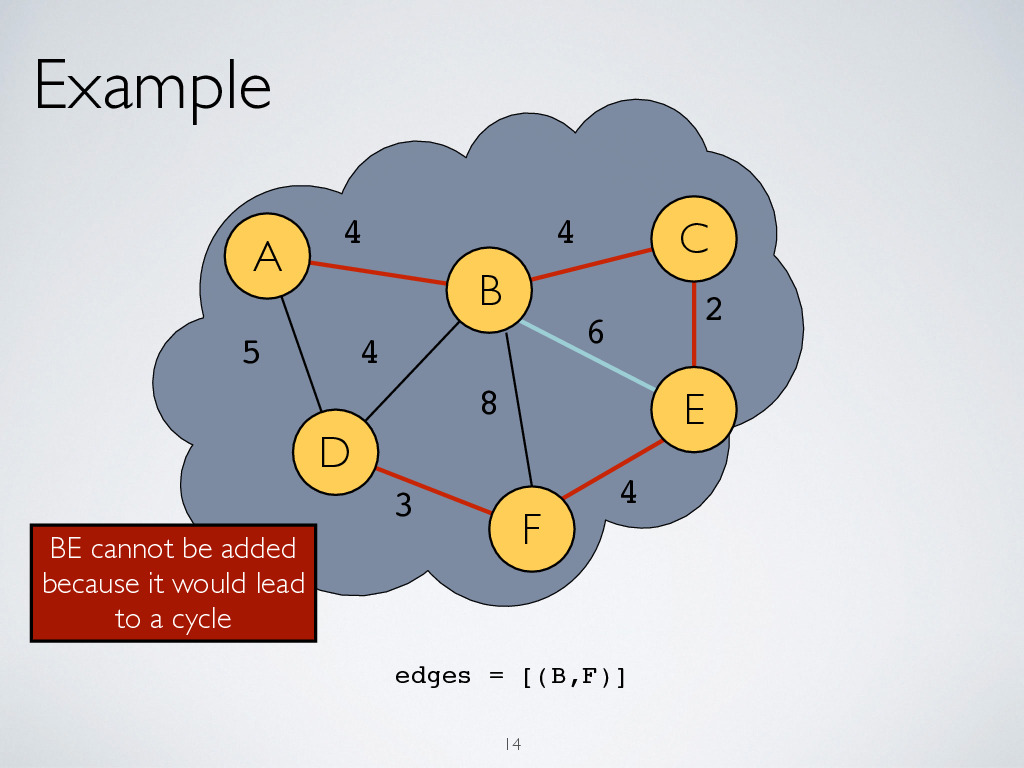 Example
A
4
B
4
C
5
4
6
2
8
D
E
3
4
F
BE cannot be added
because it would lead
to a cycle
edges = [(B,F)]
14